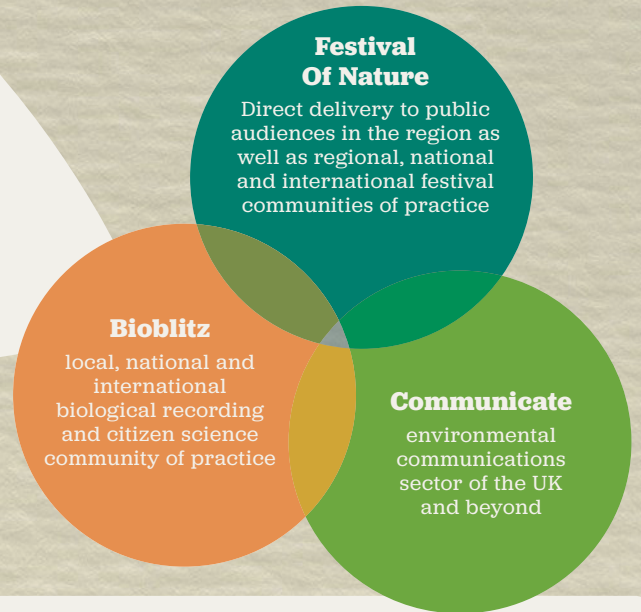 Festival
Of Nature
Direct delivery to public
audiences in the region as
well as regional, national
and international festival
communities of practice
Bioblitz
local, national and
international
biological recording
and citizen science
community of practice
Communicate
environmental
communications
sector of the UK
and beyond